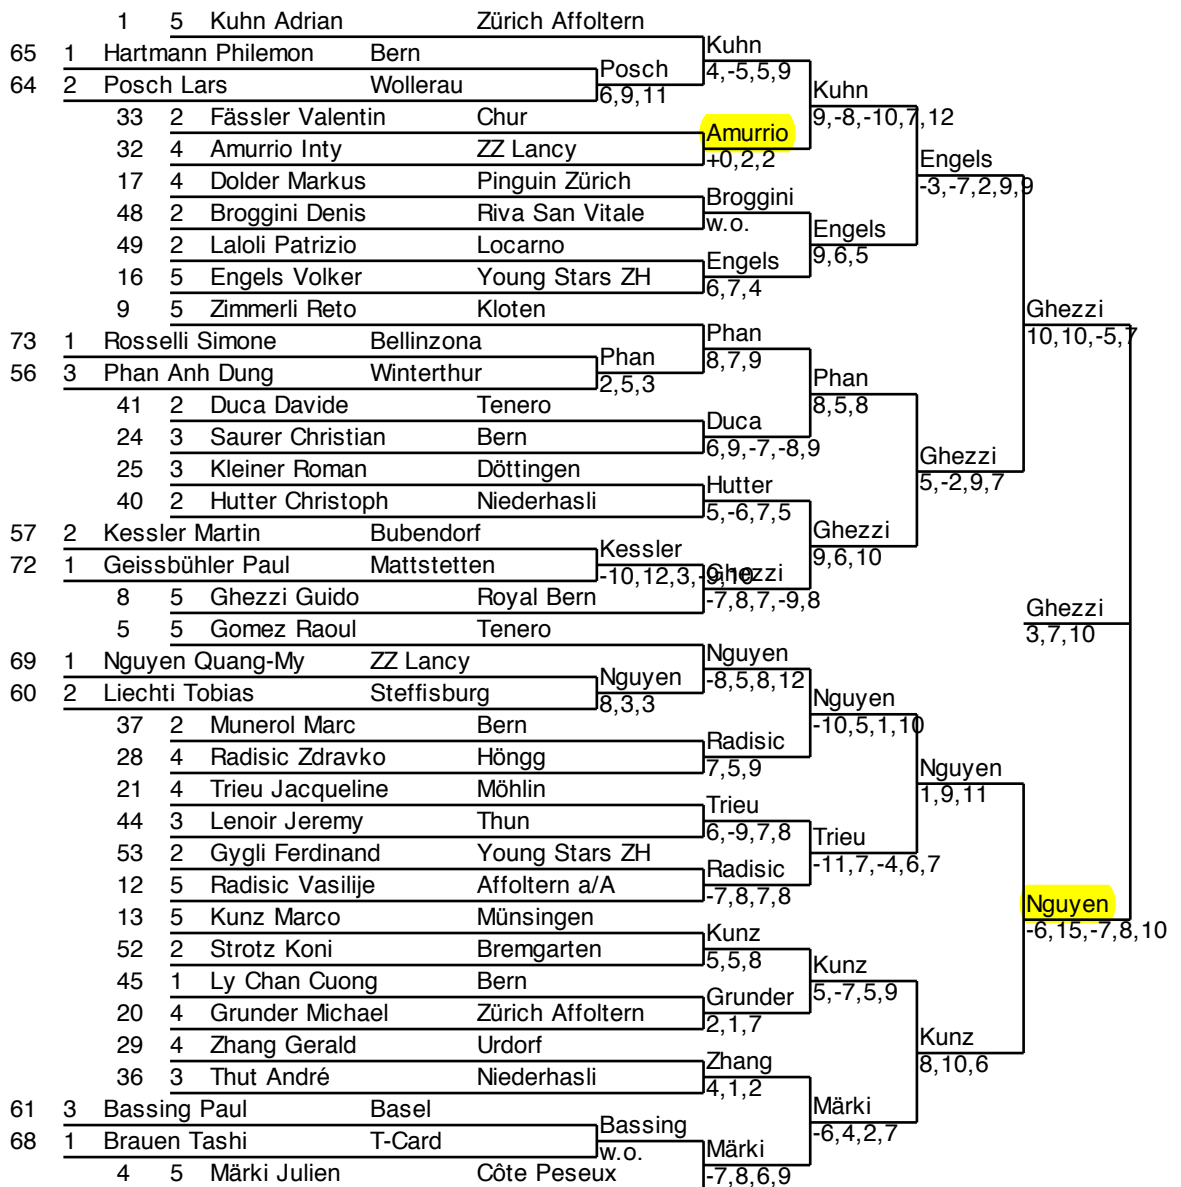 1 5 Kuhn Adrian Zürich Affoltern
Kuhn
65 1 Hartmann Philemon Bern
Posch
4,-5,5,9
64 2 Posch Lars Wollerau
6,9,11
Kuhn
33 2 Fässler Valentin Chur
9,-8,-10,7,12
Amurrio
32 4 Amurrio Inty ZZ Lancy
+0,2,2
Engels
17 4 Dolder Markus Pinguin Zürich
-3,-7,2,9,9
Broggini
48 2 Broggini Denis Riva San Vitale
w.o.
Engels
49 2 Laloli Patrizio Locarno
9,6,5
Engels
16 5 Engels Volker Young Stars ZH
6,7,4
9 5 Zimmerli Reto Kloten
Ghezzi
10,10,-5,7
Phan
73 1 Rosselli Simone Bellinzona
Phan
8,7,9
56 3 Phan Anh Dung Winterthur
2,5,3
Phan
41 2 Duca Davide Tenero
8,5,8
Duca
24 3 Saurer Christian Bern
6,9,-7,-8,9
Ghezzi
25 3 Kleiner Roman Döttingen
5,-2,9,7
Hutter
40 2 Hutter Christoph Niederhasli
5,-6,7,5
57 2 Kessler Martin Bubendorf
Ghezzi
Kessler
9,6,10
72 1 Geissbühler Paul Mattstetten
-10,12,3,-9,10
Ghezzi
8 5 Ghezzi Guido Royal Bern
-7,8,7,-9,8
Ghezzi
5 5 Gomez Raoul Tenero
3,7,10
Nguyen
69 1 Nguyen Quang-My ZZ Lancy
Nguyen
-8,5,8,12
60 2 Liechti Tobias Steffisburg
8,3,3
Nguyen
37 2 Munerol Marc Bern
-10,5,1,10
Radisic
28 4 Radisic Zdravko Höngg
7,5,9
Nguyen
21 4 Trieu Jacqueline Möhlin
1,9,11
Trieu
44 3 Lenoir Jeremy Thun
6,-9,7,8
Trieu
53 2 Gygli Ferdinand Young Stars ZH
-11,7,-4,6,7
Radisic
12 5 Radisic Vasilije Affoltern a/A
-7,8,7,8
Nguyen
13 5 Kunz Marco Münsingen
-6,15,-7,8,10
Kunz
52 2 Strotz Koni Bremgarten
5,5,8
Kunz
45 1 Ly Chan Cuong Bern
5,-7,5,9
Grunder
20 4 Grunder Michael Zürich Affoltern
2,1,7
Kunz
29 4 Zhang Gerald Urdorf
8,10,6
Zhang
36 3 Thut André Niederhasli
4,1,2
Märki
61 3 Bassing Paul Basel
Bassing
-6,4,2,7
68 1 Brauen Tashi T-Card
w.o.
Märki
4 5 Märki Julien Côte Peseux
-7,8,6,9